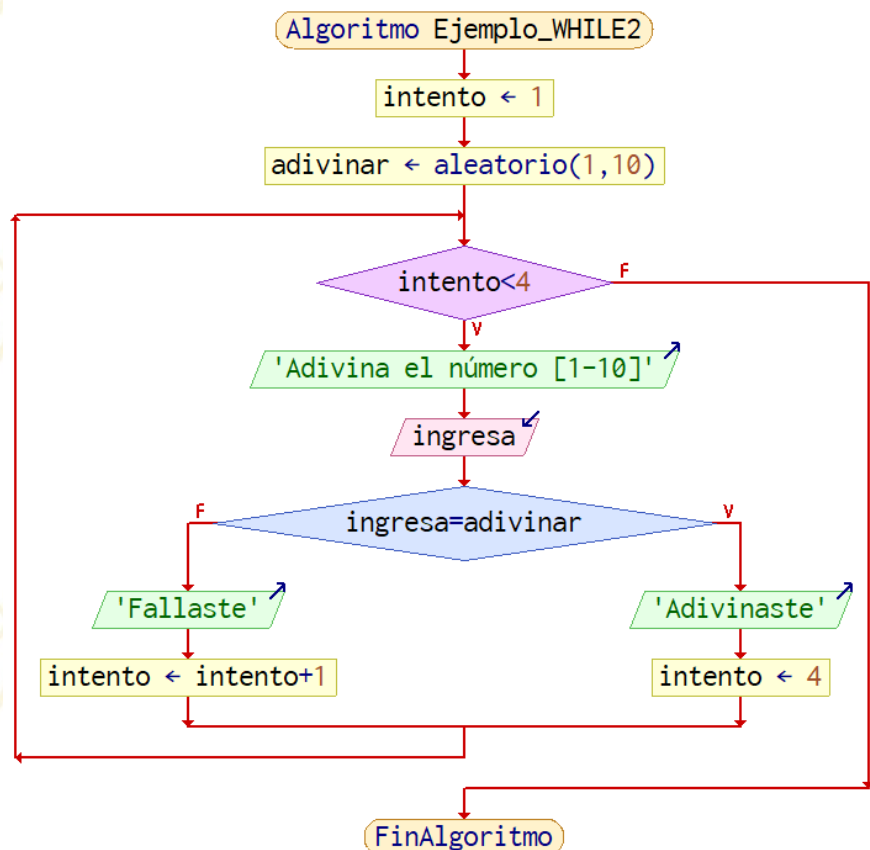 Algoritmo Ejemplo_WHILE2
intento ← 1
adivinar ← aleatorio(1,10)
intento<4
F
V
'Adivina el número [1-10]'
ingresa
ingresa=adivinar
F
V
'Fallaste'
'Adivinaste'
intento ← intento+1
intento ← 4
FinAlgoritmo